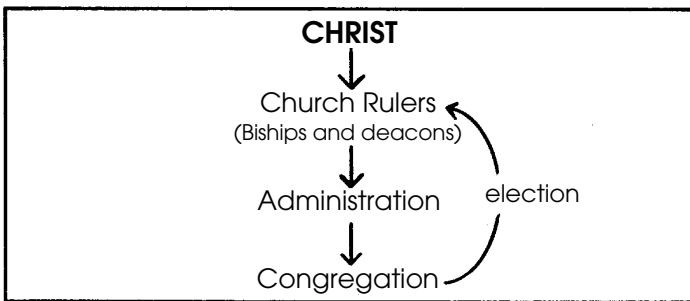 CHRIST
Church Rulers
(Biships and deacons)
Administration
election
Congregation